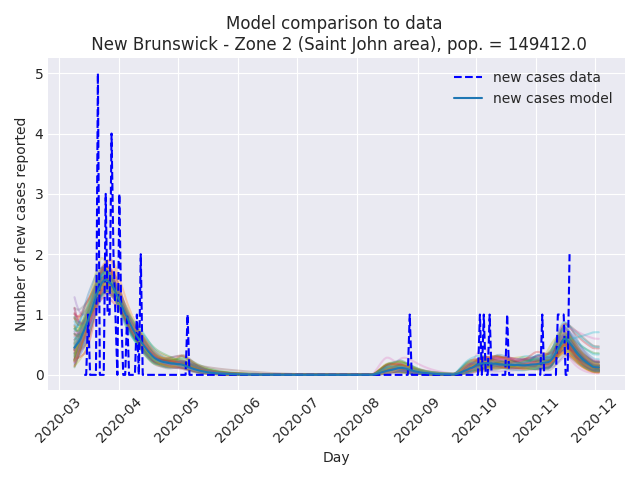 Model comparison to data
New Brunswick - Zone 2 (Saint John area), pop. = 149412.0
new cases data
new cases model
Number of new cases reported
5
4
3
2
1
0
2020-03
2020-04
2020-05
2020-06
2020-07
2020-08
2020-09
2020-10
2020-11
2020-12
Day